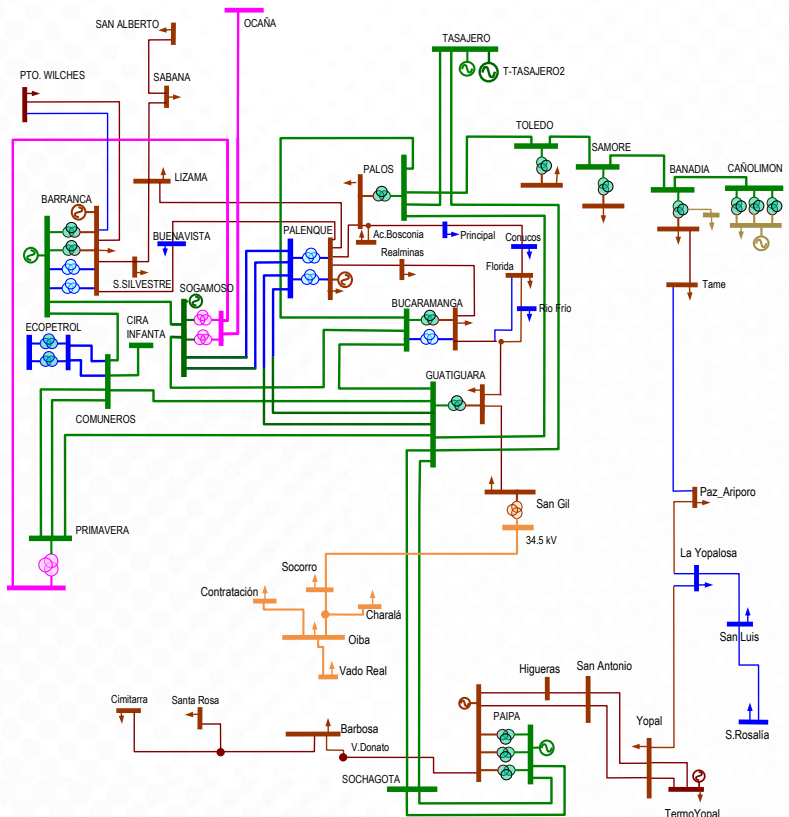 OCAÑA
SAN ALBERTO
TASAJERO
T-TASAJERO2
PTO. WILCHES
SABANA
TOLEDO
SAMORE
BANADIA
CAÑOLIMON
PALOS
LIZAMA
BARRANCA
BUENAVISTA
PALENQUE
Ac.Bosconia
Principal
Conucos
Realminas
Florida
S.SILVESTRE
SOGAMOSO
BUCARAMANGA
Rio Frío
Tame
ECOPETROL
CIRA
INFANTA
GUATIGUARA
COMUNEROS
San Gil
Paz_Ariporo
PRIMAVERA
34.5 kV
La Yopalosa
Socorro
Contratación
Charalá
San Luis
Oiba
Vado Real
Higueras
San Antonio
Cimitarra
Santa Rosa
Barbosa
PAIPA
Yopal
S.Rosalía
V.Donato
SOCHAGOTA
TermoYopal